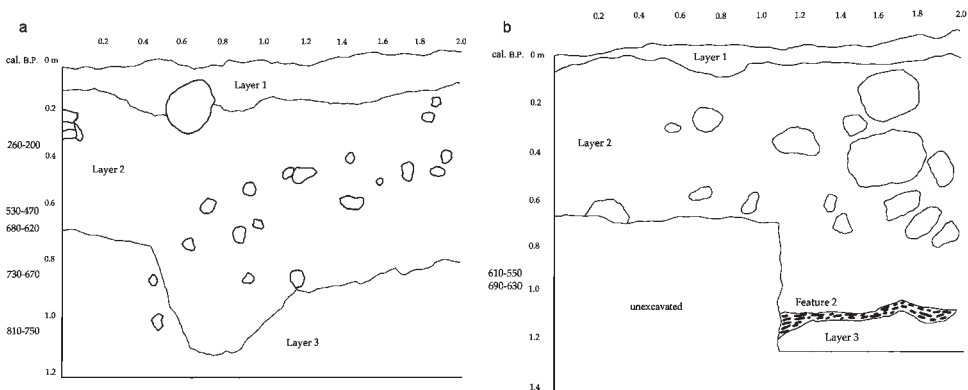 a
0.2 0.4 0.6 0.8 1.0 1.2 1.4 1.6 1.8 2.0
cal. B.P. 0 m
Layer 1
0.2
260-200
0.4
Layer 2
0.6
530-470
680-620
0.8
730-670
1.0
810-750
Layer 3
1.2
b
0.2 0.4 0.6 0.8 1.0 1.1 1.4 1.6 1.8 2.0
cal. B.P. 0 m
Layer 1
0.2
0.4
Layer 2
0.6
0.8
610-550
690-630
1.0
unexcavated
Feature 2
1.2
Layer 3
1.4